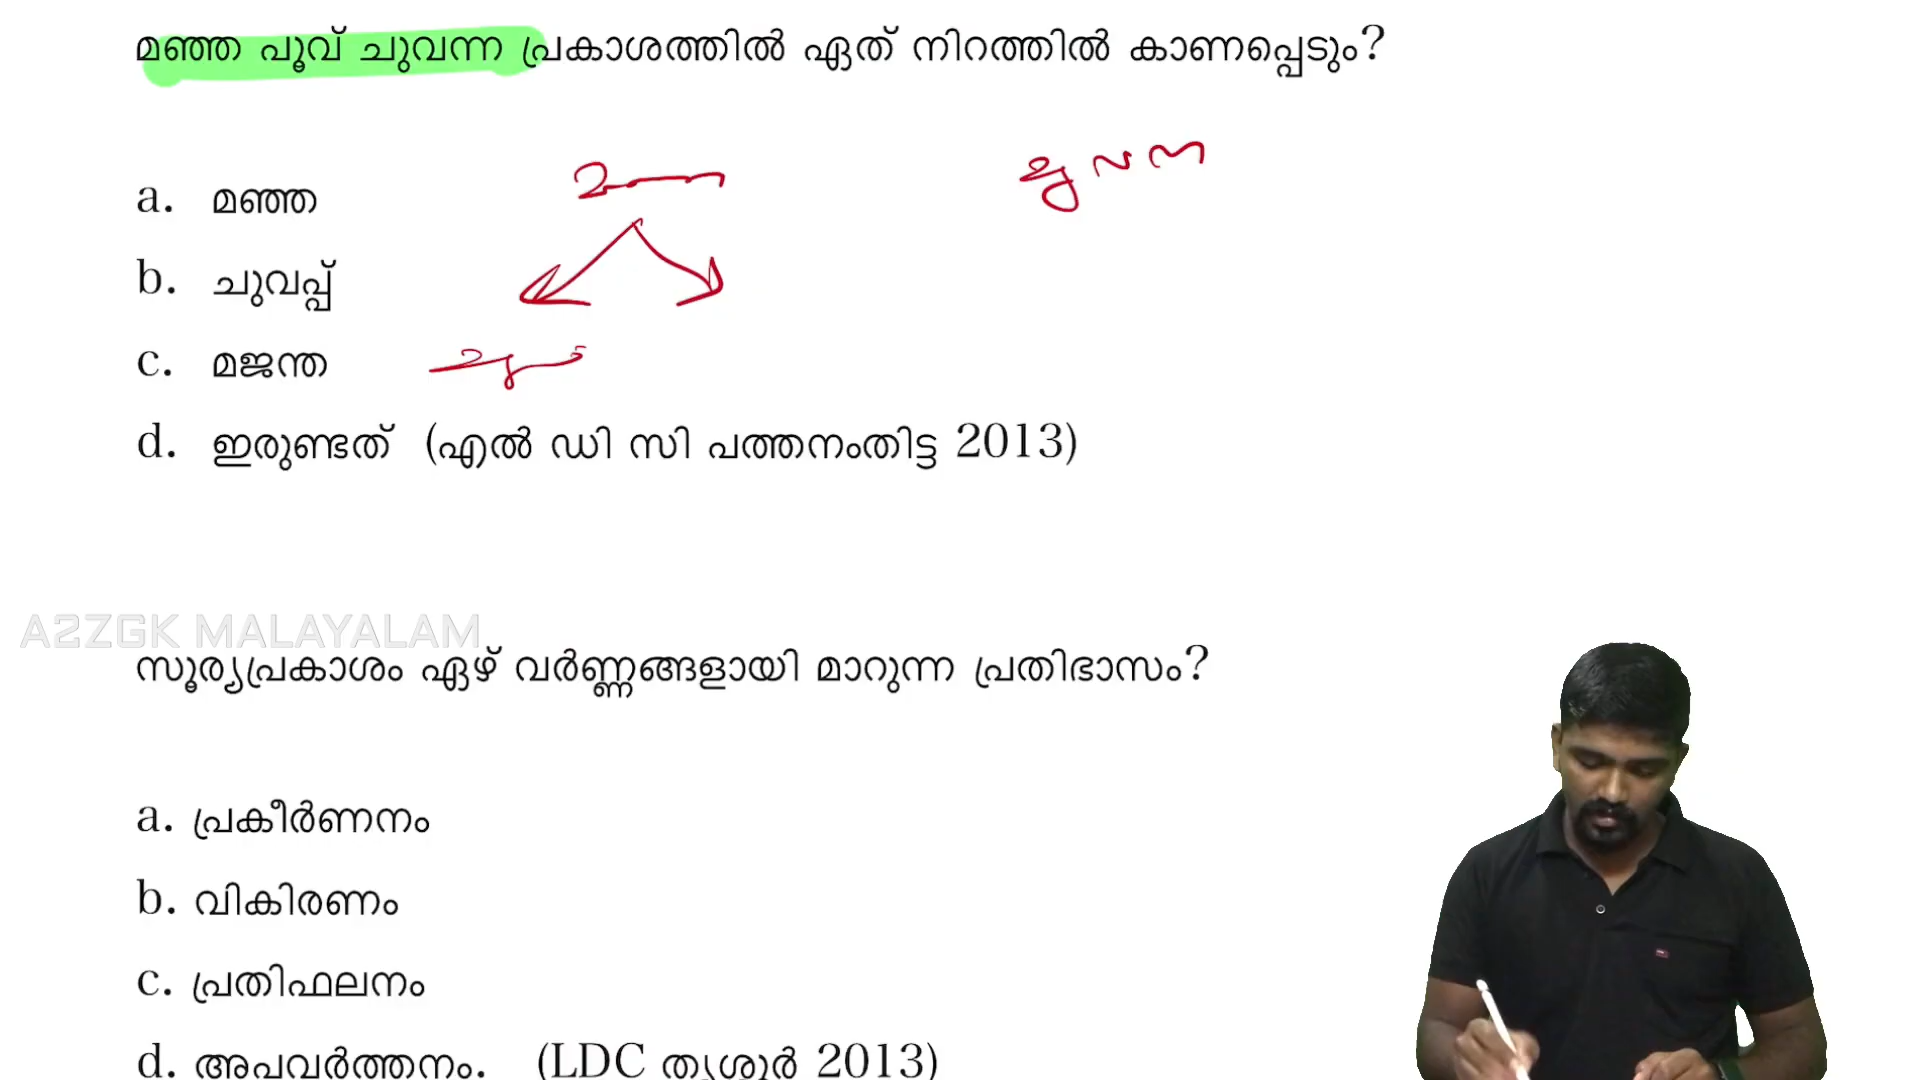 മഞ്ഞ പൂവ് ചുവന്ന പ്രകാശത്തിൽ ഏത് നിറത്തിൽ കാണപ്പെടും?
ചുവന്ന
a. മഞ്ഞ
b. ചുവപ്പ്
c. മജന്ത
d. ഇരുണ്ടത് (എൽ ഡി സി പത്തനംതിട്ട 2013)
A2ZGK MALAYALAM
സൂര്യപ്രകാശം ഏഴ് വർണ്ണങ്ങളായി മാറുന്ന പ്രതിഭാസം?
a. പ്രകീർണനം
b. വികിരണം
c. പ്രതിഫലനം
d. അപവർത്തനം. (LDC തൃശൂർ 2013)